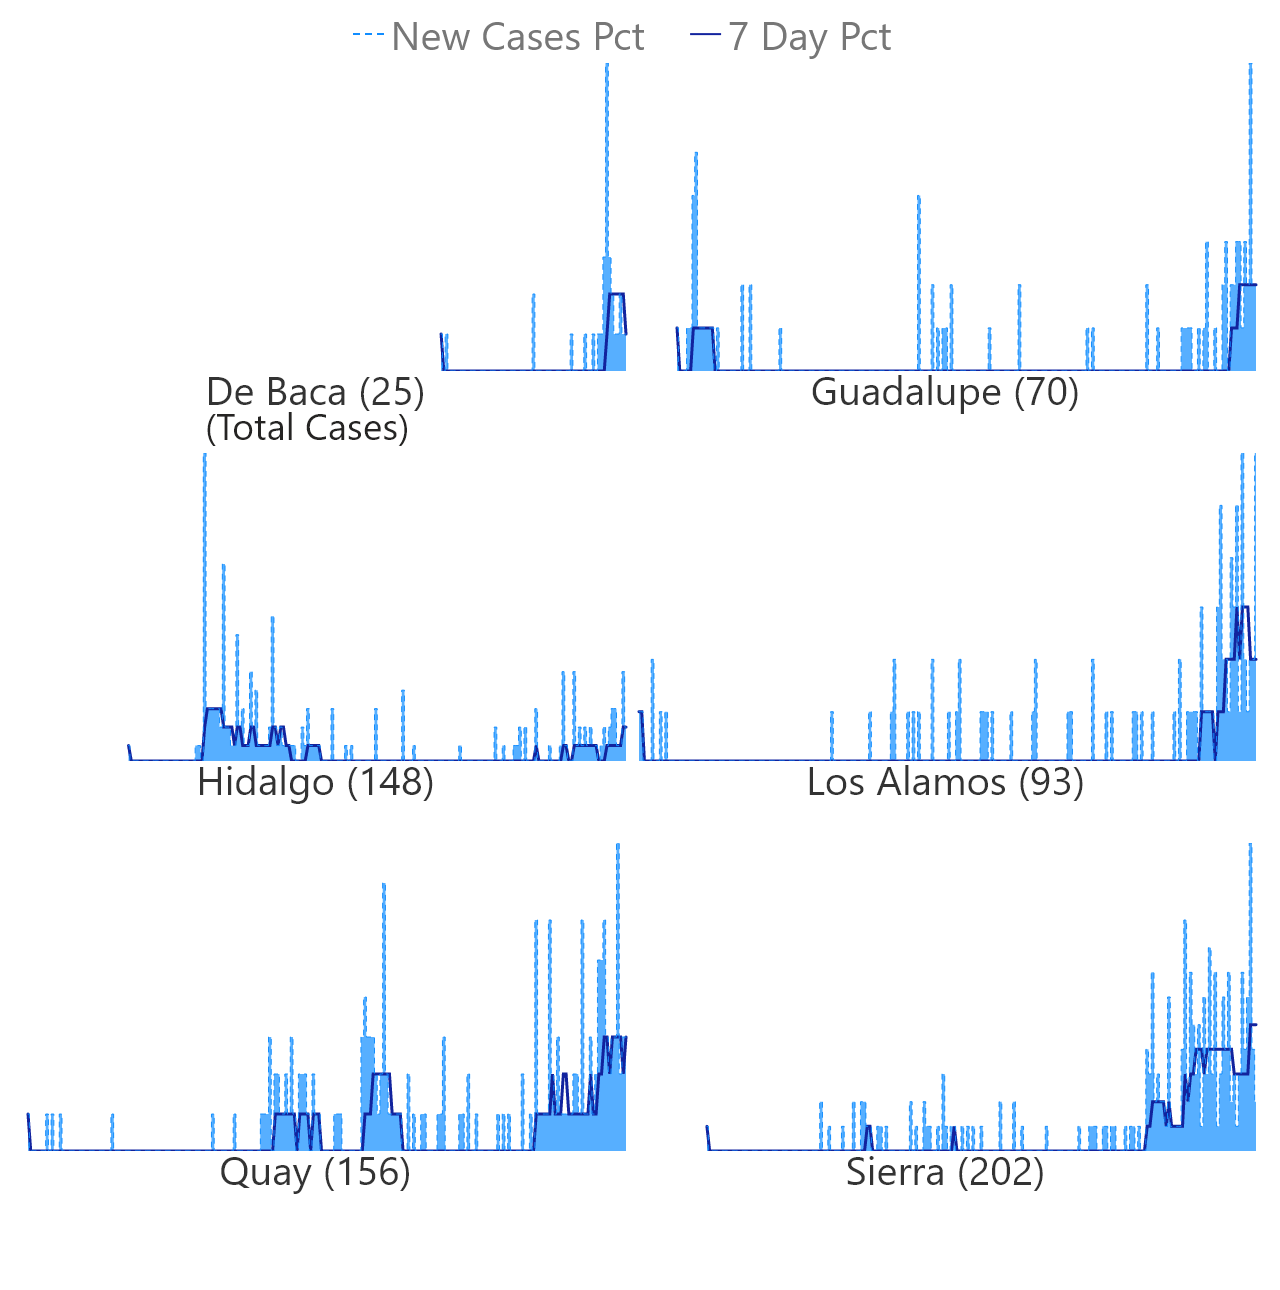 New Cases Pct 7 Day Pct
De Baca (25) Guadalupe (70)
(Total Cases)
Hidalgo (148) Los Alamos (93)
Quay (156) Sierra (202)